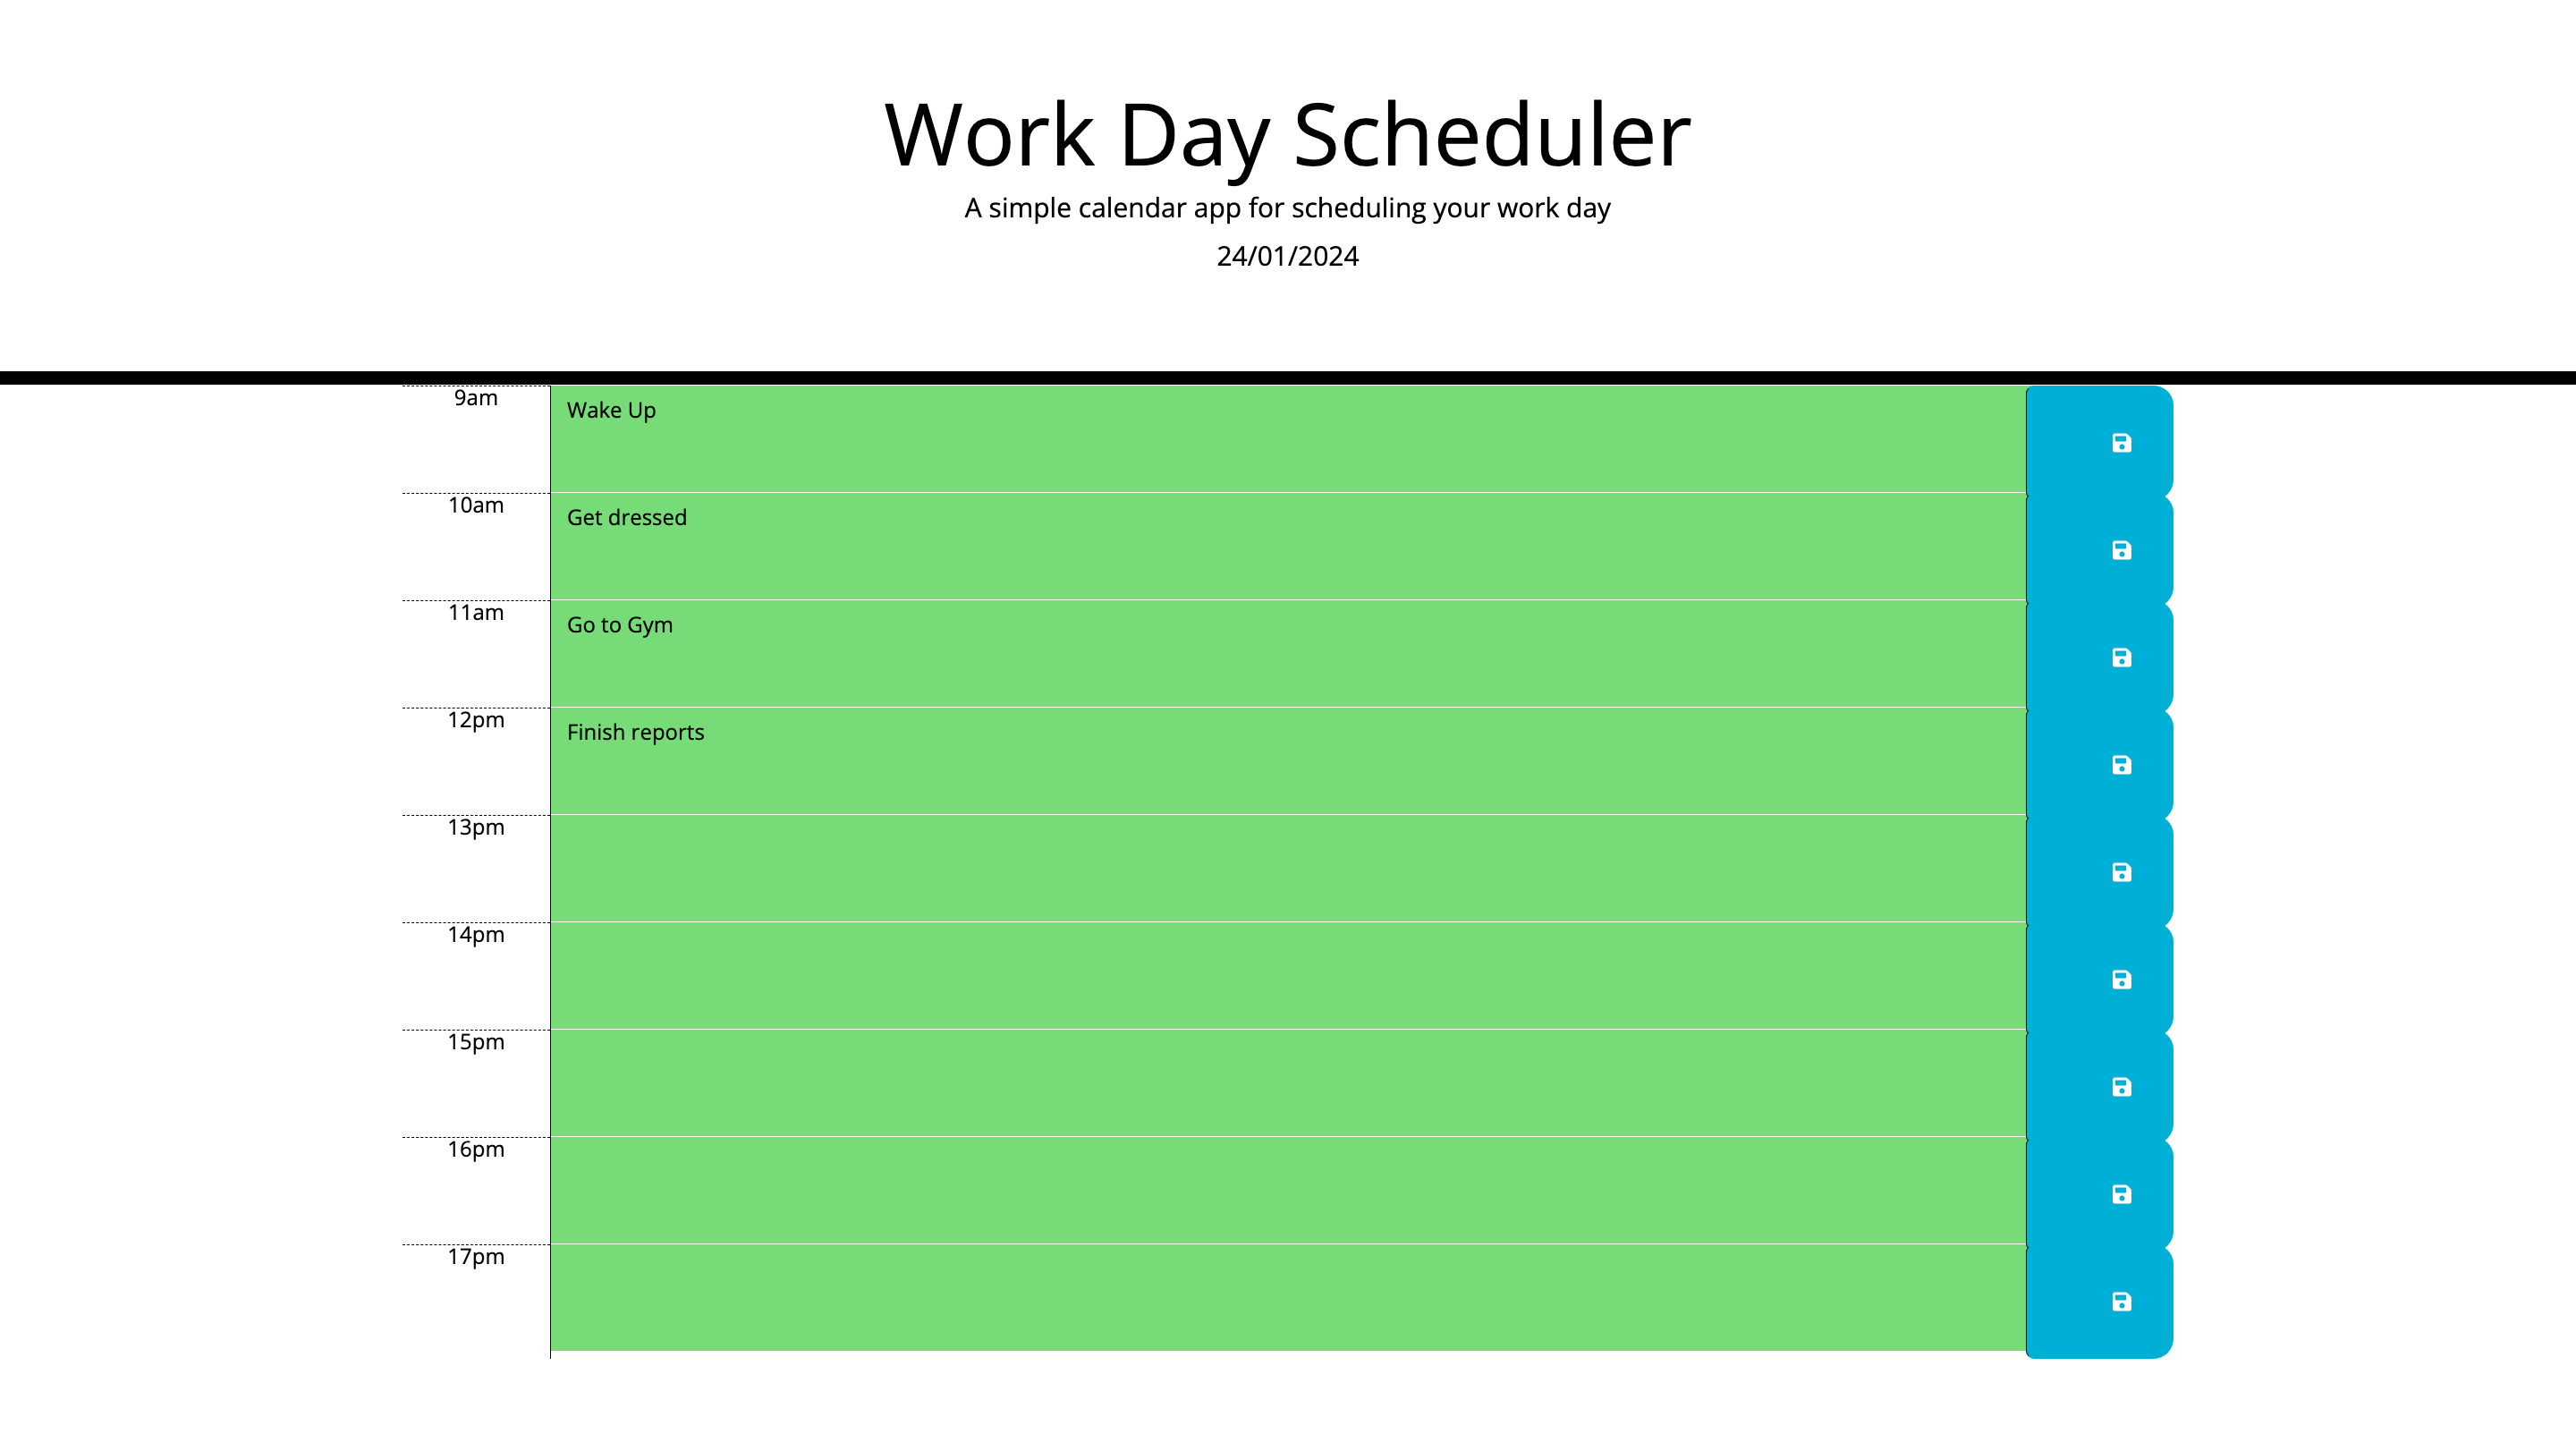 Work Day Scheduler
A simple calendar app for scheduling your work day
24/01/2024
9am
Wake Up
10am
Get dressed
11am
Go to Gym
12pm
Finish reports
13pm
14pm
15pm
16pm
17pm